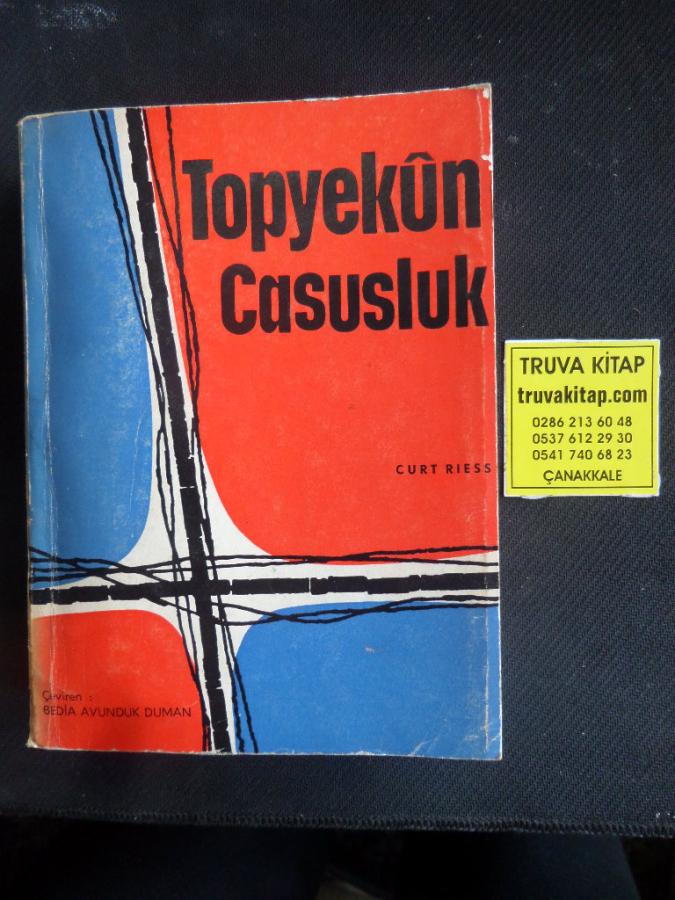 Topyekûn
Casusluk
CURT RIESS
Çeviren :
BEDİA AVUNDUK DUMAN
TRUVA KİTAP
truvakitap.com
0286 213 60 48
0537 612 29 30
0541 740 68 23
ÇANAKKALE